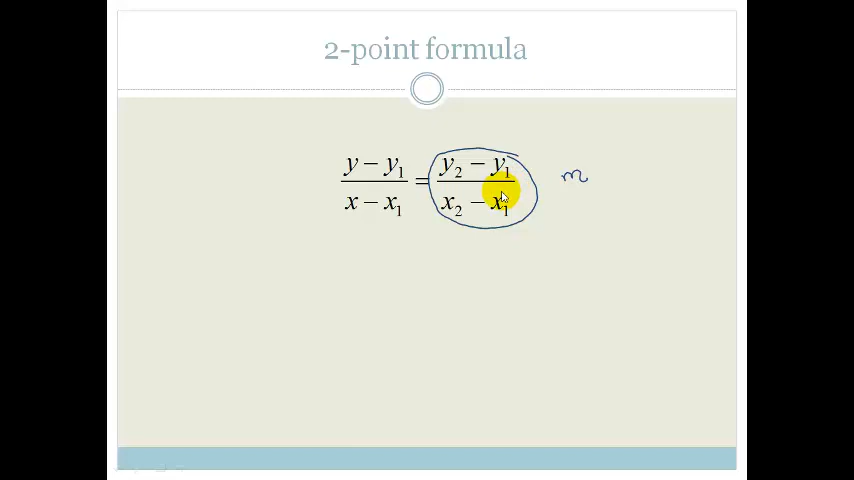 2-point formula
y − y₁ / x − x₁ = y₂ − y₁ / x₂ − x₁ m